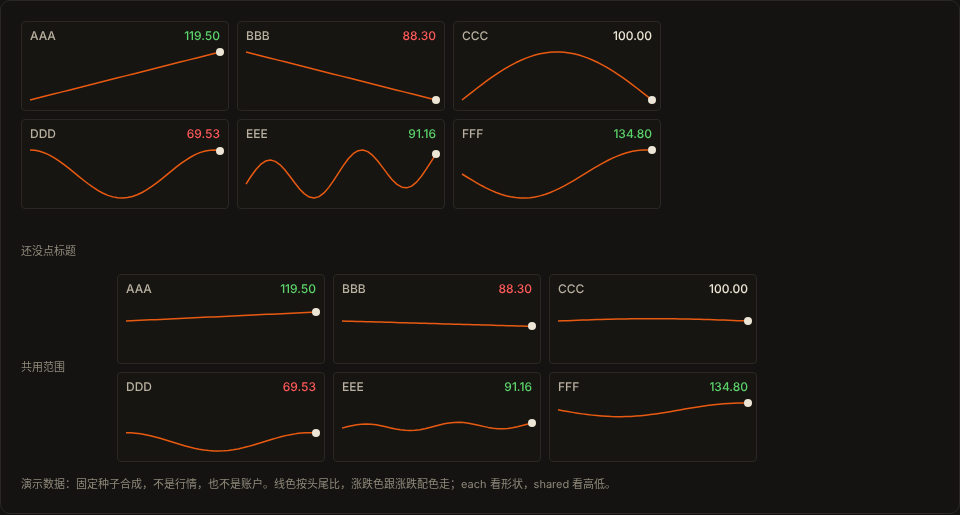 AAA 119.50 BBB 88.30 CCC 100.00
DDD 69.53 EEE 91.16 FFF 134.80
还没点标题
AAA 119.50 BBB 88.30 CCC 100.00
共用范围
DDD 69.53 EEE 91.16 FFF 134.80
演示数据：固定种子合成，不是行情，也不是账户。线色按头尾比，涨跌色跟涨跌配色走；each 看形状，shared 看高低。